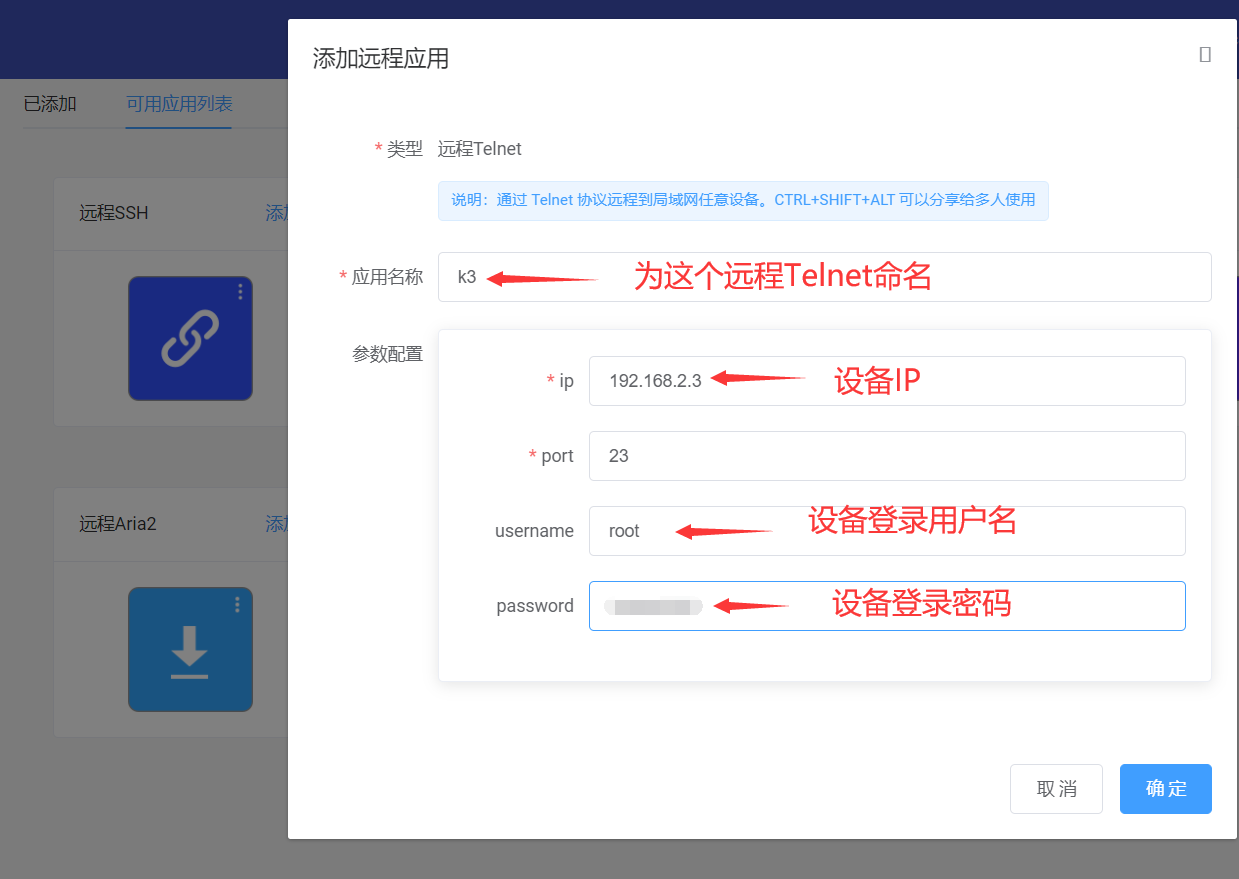 添加远程应用
已添加
可用应用列表
* 类型 远程Telnet
说明：通过 Telnet 协议远程到局域网任意设备。CTRL+SHIFT+ALT 可以分享给多人使用
远程SSH
* 应用名称 k3 为这个远程Telnet命名
参数配置
* ip 192.168.2.3 设备IP
* port 23
username root 设备登录用户名
远程Aria2
password 设备登录密码
取消 确定